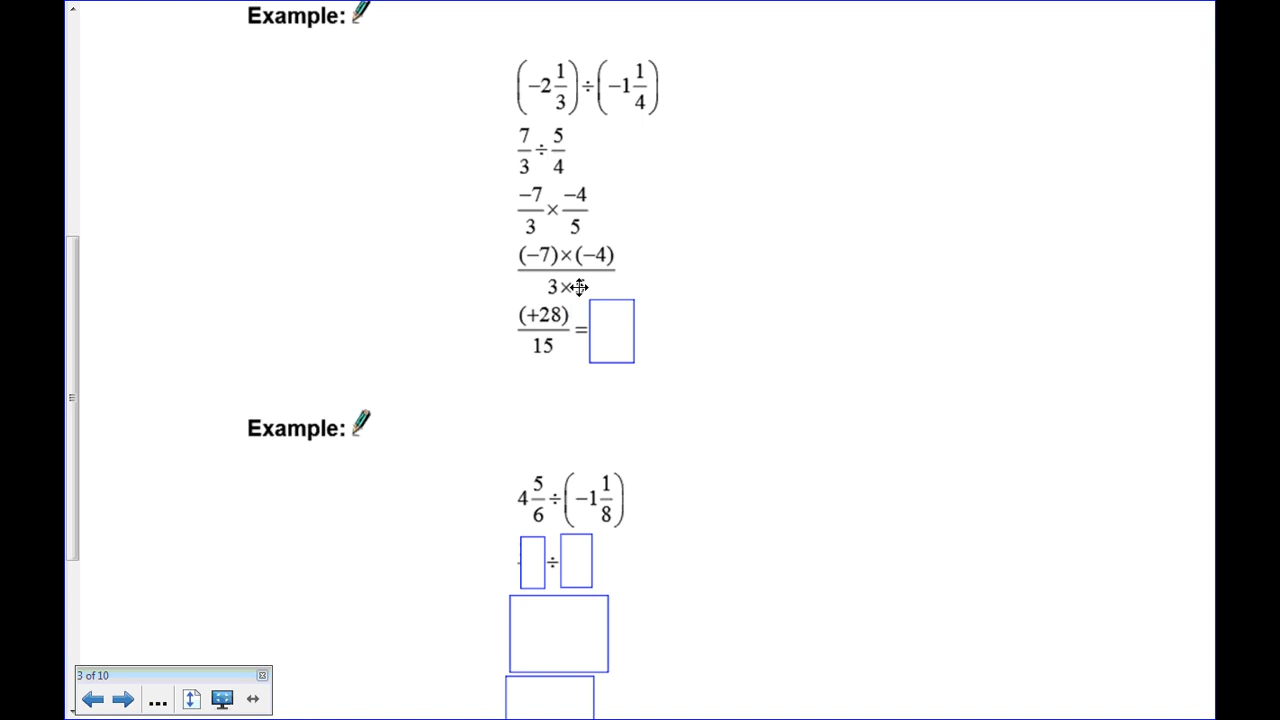 Example:
(−2 1/3) ÷ (−1 1/4)
7/3 ÷ 5/4
−7/3 × −4/5
(−7)×(−4)
3×
(+28)/15 =
Example:
4 5/6 ÷ (−1 1/8)
÷
3 of 10
...